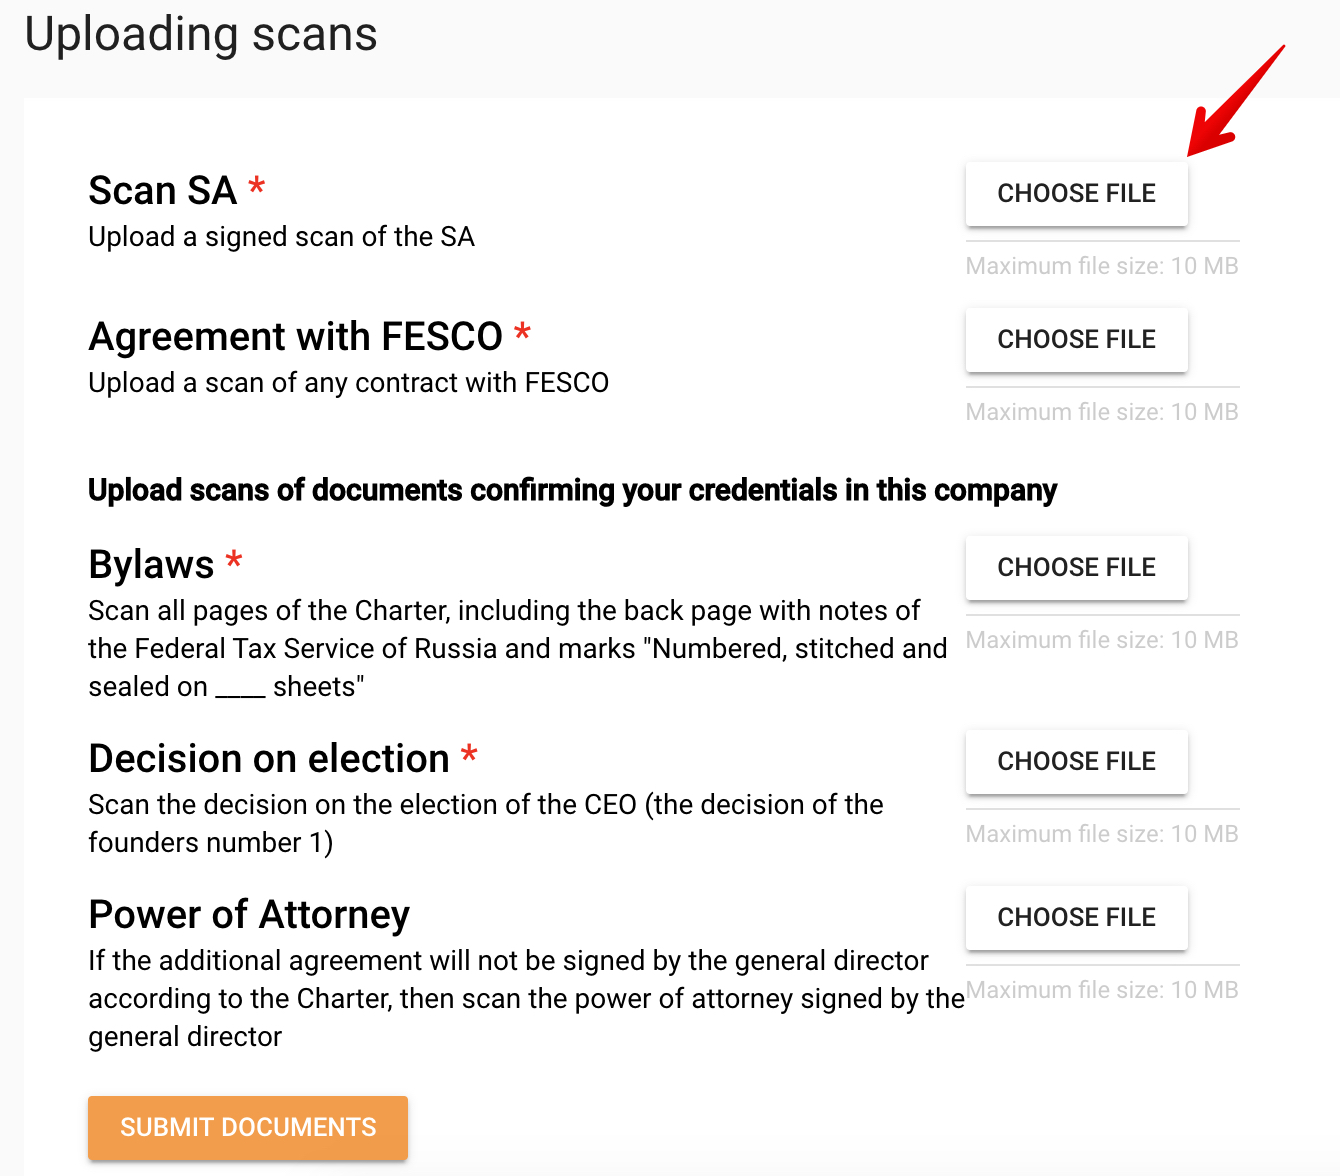 Uploading scans
Scan SA *
CHOOSE FILE
Upload a signed scan of the SA
Maximum file size: 10 MB
Agreement with FESCO *
CHOOSE FILE
Upload a scan of any contract with FESCO
Maximum file size: 10 MB
Upload scans of documents confirming your credentials in this company
Bylaws *
CHOOSE FILE
Scan all pages of the Charter, including the back page with notes of
the Federal Tax Service of Russia and marks "Numbered, stitched and
sealed on ____ sheets"
Maximum file size: 10 MB
Decision on election *
CHOOSE FILE
Scan the decision on the election of the CEO (the decision of the
founders number 1)
Maximum file size: 10 MB
Power of Attorney
CHOOSE FILE
If the additional agreement will not be signed by the general director
according to the Charter, then scan the power of attorney signed by the
general director
Maximum file size: 10 MB
SUBMIT DOCUMENTS